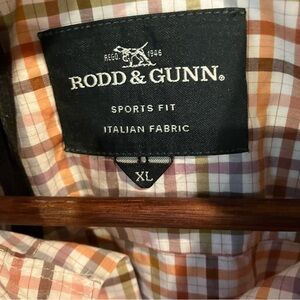 REGD. 1946
RODD & GUNN®
SPORTS FIT
ITALIAN FABRIC
XL